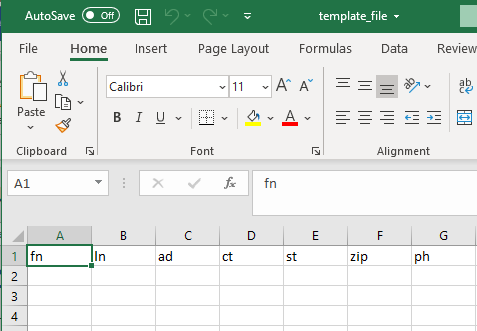 AutoSave Off template_file
File Home Insert Page Layout Formulas Data Review
Calibri 11 A A ab
Paste B I U A
Clipboard Font Alignment
A1 fx fn
A B C D E F G
1 fn ln ad ct st zip ph
2
3
4